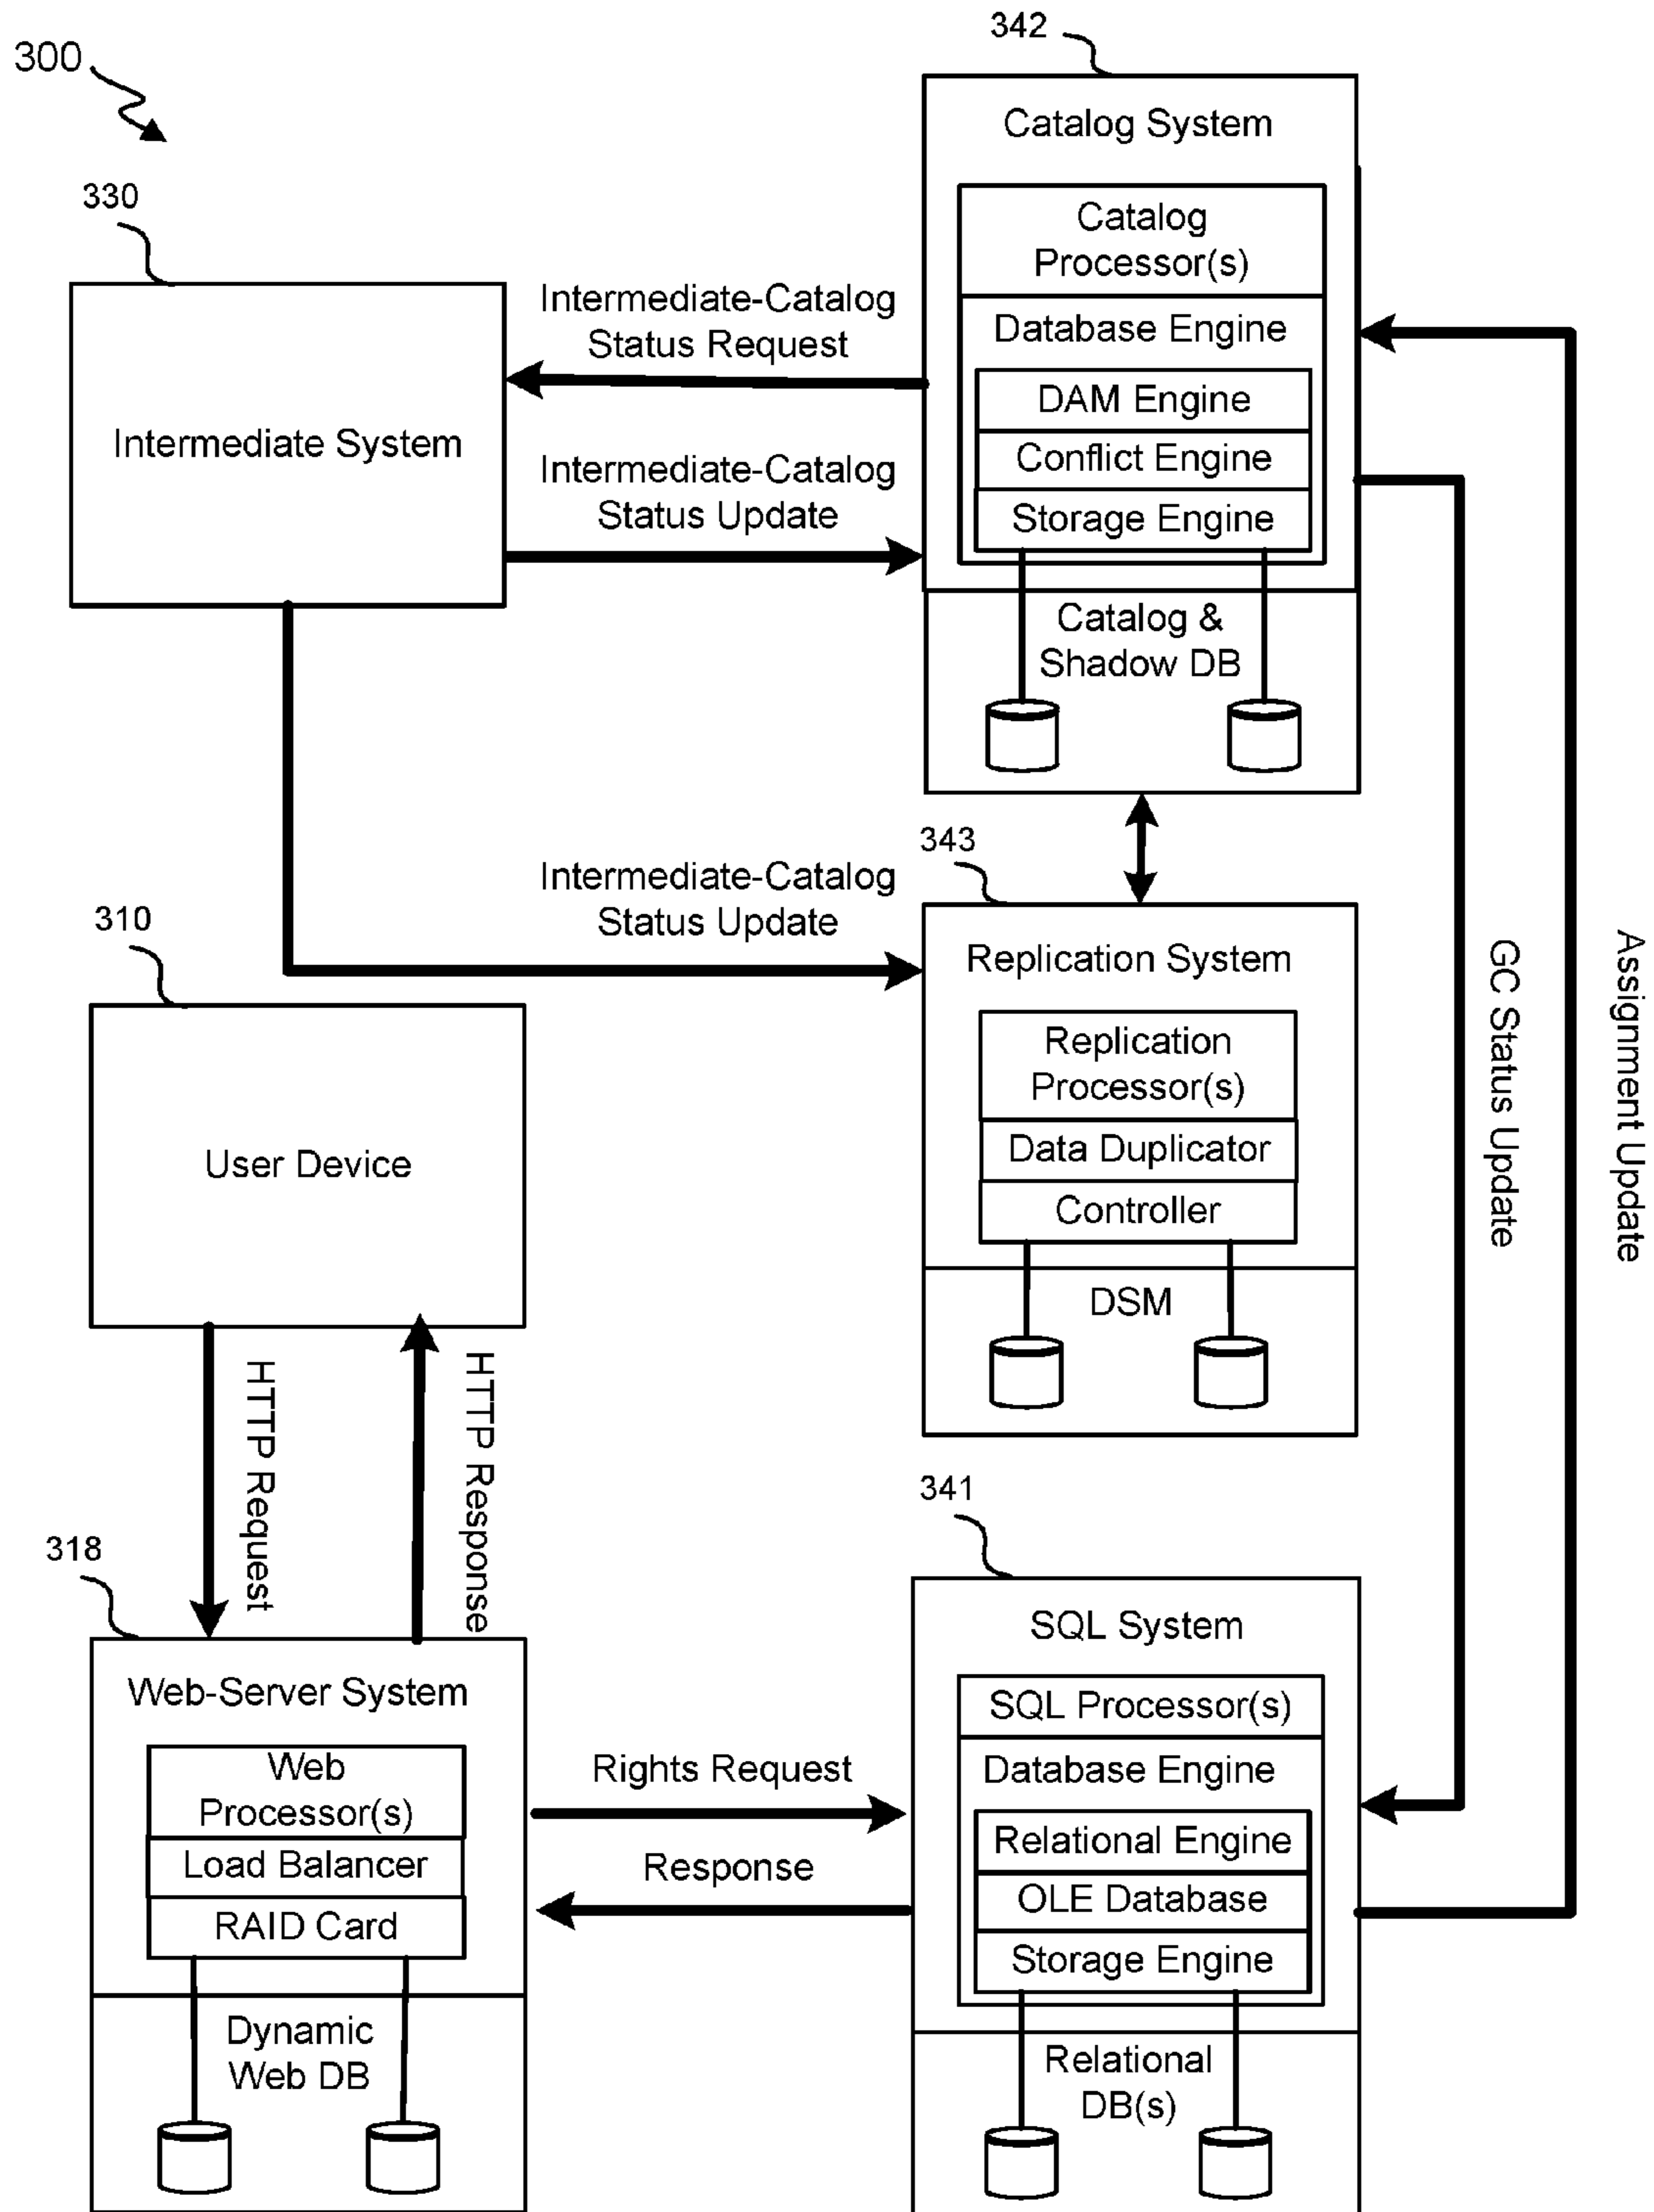 300
342
Catalog System
Catalog
Processor(s)
Database Engine
DAM Engine
Conflict Engine
Storage Engine
Catalog &
Shadow DB
330
Intermediate System
Intermediate-Catalog
Status Request
Intermediate-Catalog
Status Update
Intermediate-Catalog
Status Update
343
Replication System
Replication
Processor(s)
Data Duplicator
Controller
DSM
GC Status Update
Assignment Update
310
User Device
HTTP Request
HTTP Response
318
Web-Server System
Web
Processor(s)
Load Balancer
RAID Card
Dynamic
Web DB
Rights Request
Response
341
SQL System
SQL Processor(s)
Database Engine
Relational Engine
OLE Database
Storage Engine
Relational
DB(s)